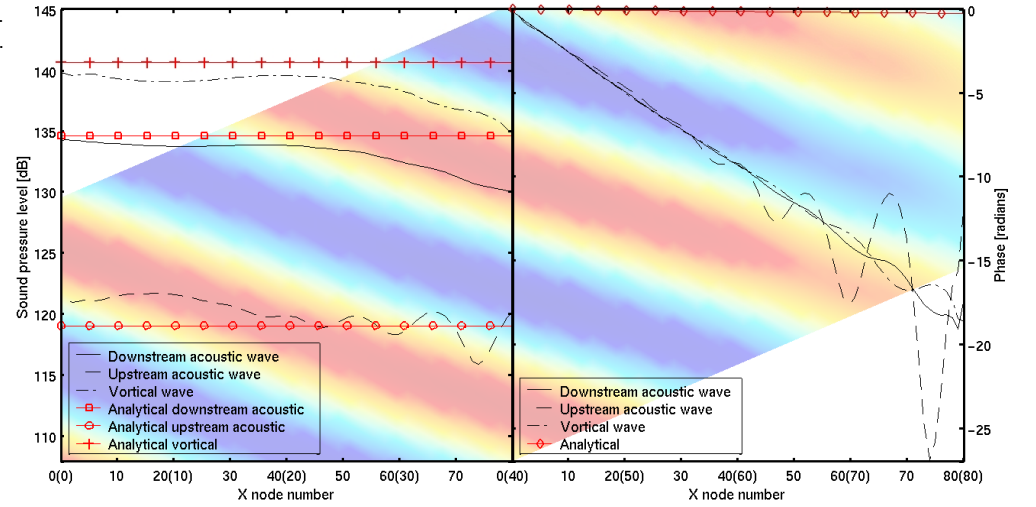 145
140
135
130
125
120
115
110
Sound pressure level [dB]
Downstream acoustic wave
Upstream acoustic wave
Vortical wave
Analytical downstream acoustic
Analytical upstream acoustic
Analytical vortical
0(0) 10 20(10) 30 40(20) 50 60(30) 70 0(40)
X node number
0
−5
−10
−15
−20
−25
Phase [radians]
Downstream acoustic wave
Upstream acoustic wave
Vortical wave
Analytical
10 20(50) 30 40(60) 50 60(70) 70 80(80)
X node number